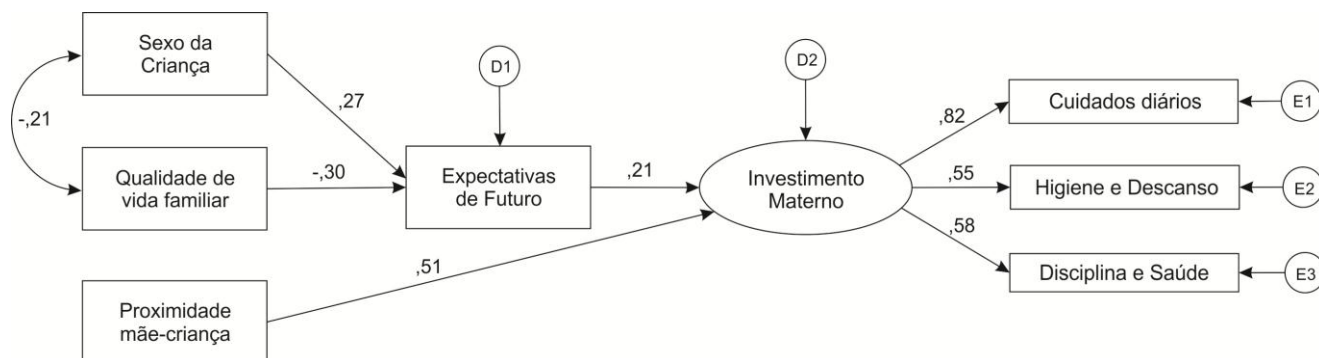 Sexo da
Criança
D1
D2
Cuidados diários
E1
,27
,82
-,21
Qualidade de
vida familiar
-,30
Expectativas
de Futuro
,21
Investimento
Materno
,55
Higiene e Descanso
E2
,58
,51
Disciplina e Saúde
E3
Proximidade
mãe-criança